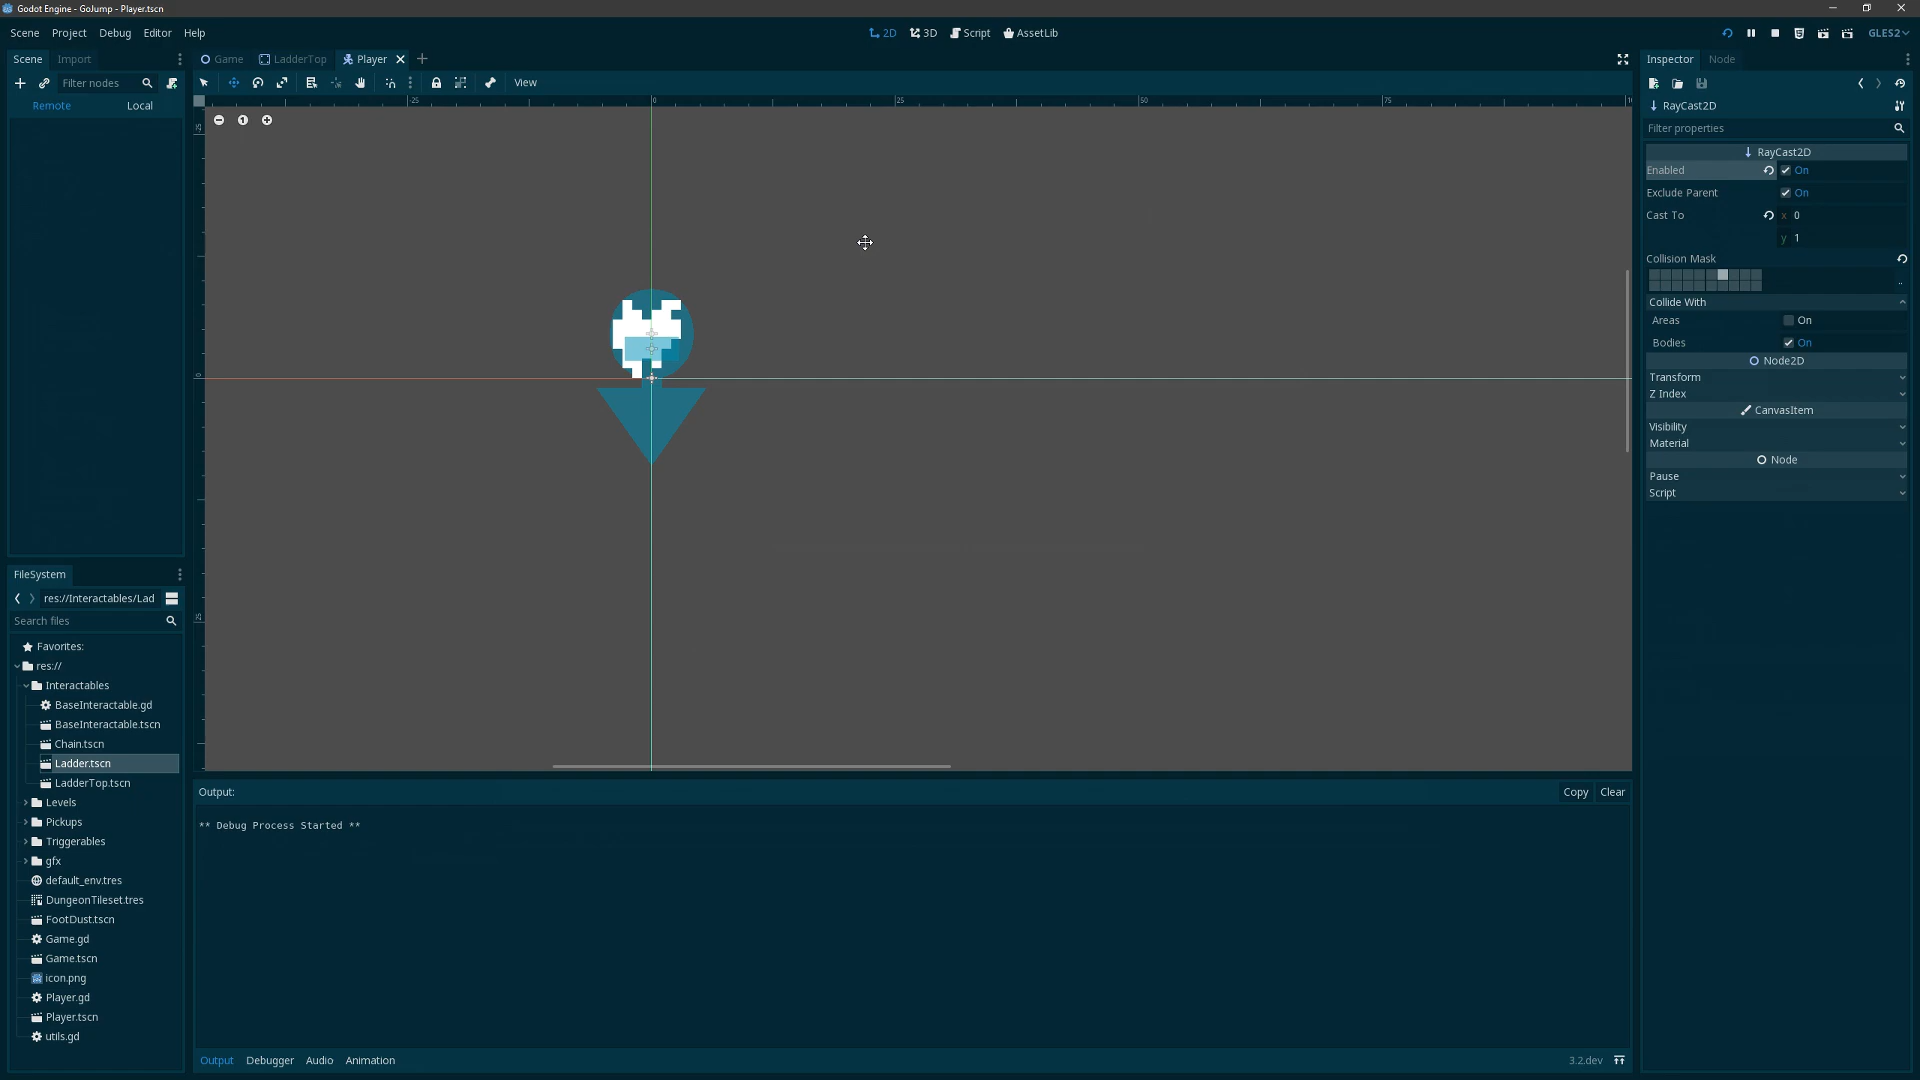 Godot Engine - GoJump - Player.tscn
Scene Project Debug Editor Help
2D 3D Script AssetLib
GLES2
Scene Import
Game LadderTop Player
Inspector Node
Filter nodes
View
Remote Local
RayCast2D
Filter properties
RayCast2D
Enabled On
Exclude Parent On
Cast To x 0
y 1
Collision Mask
..
Collide With
Areas On
Bodies On
Node2D
Transform
Z Index
CanvasItem
Visibility
Material
Node
Pause
Script
25 0 25 50 75
25
0
25
FileSystem
res://Interactables/Lad
Search files
Favorites:
res://
Interactables
BaseInteractable.gd
BaseInteractable.tscn
Chain.tscn
Ladder.tscn
LadderTop.tscn
Levels
Pickups
Triggerables
gfx
default_env.tres
DungeonTileset.tres
FootDust.tscn
Game.gd
Game.tscn
icon.png
Player.gd
Player.tscn
utils.gd
Output: Copy Clear
** Debug Process Started **
Output Debugger Audio Animation 3.2.dev